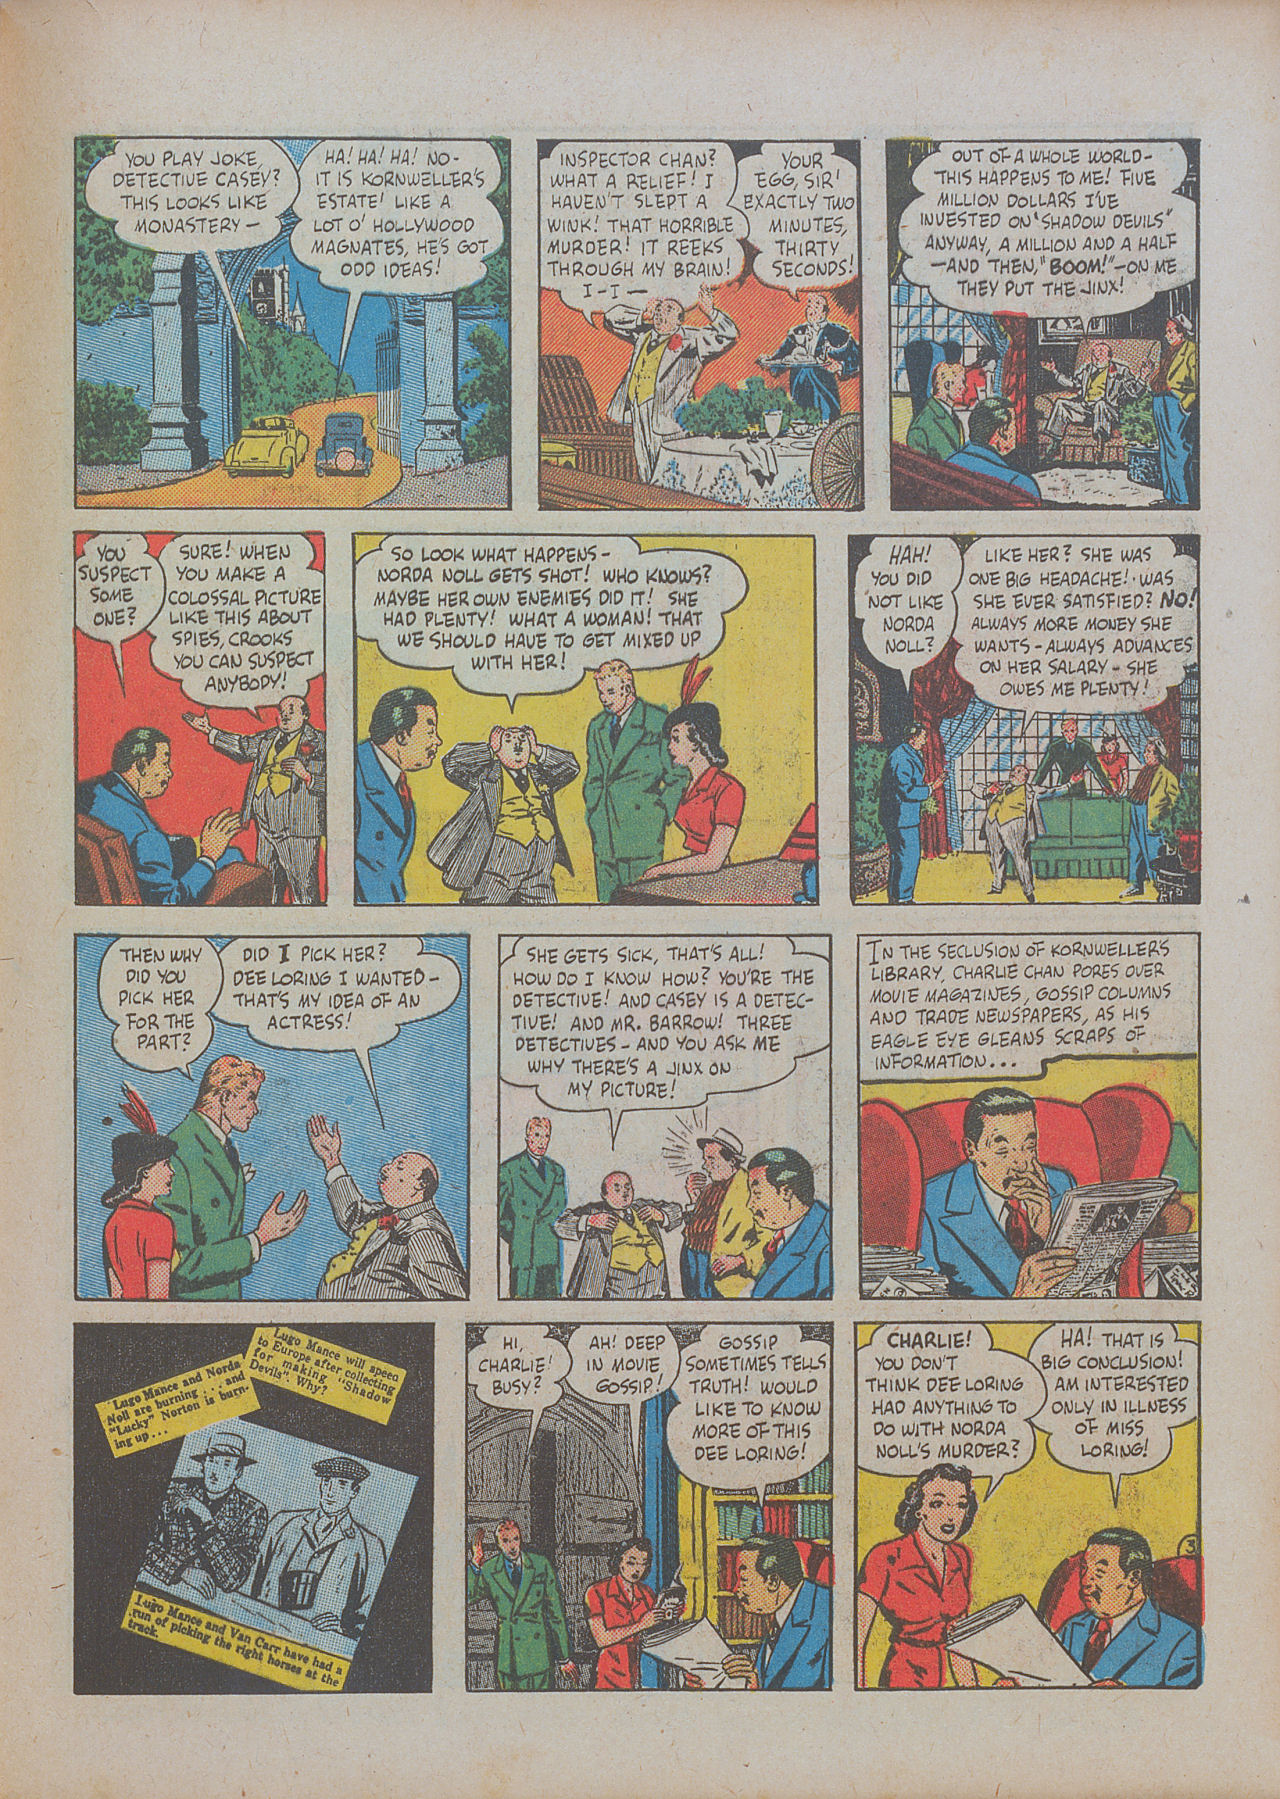 YOU PLAY JOKE,
DETECTIVE CASEY?
THIS LOOKS LIKE
MONASTERY-
HA! HA! HA! NO-
IT IS KORNWELLER'S
ESTATE! LIKE A
LOT O' HOLLYWOOD
MAGNATES, HE'S GOT
ODD IDEAS!
INSPECTOR CHAN?
WHAT A RELIEF! I
HAVEN'T SLEPT A
WINK! THAT HORRIBLE
MURDER! IT REEKS
THROUGH MY BRAIN!
I-I-
YOUR
EGG, SIR!
EXACTLY TWO
MINUTES,
THIRTY
SECONDS!
OUT OF A WHOLE WORLD-
THIS HAPPENS TO ME! FIVE
MILLION DOLLARS I'VE
INVESTED ON "SHADOW DEVILS"
ANYWAY, A MILLION AND A HALF
-AND THEN, "BOOM!"-ON ME
THEY PUT THE JINX!
YOU
SUSPECT
SOME
ONE?
SURE! WHEN
YOU MAKE A
COLOSSAL PICTURE
LIKE THIS ABOUT
SPIES, CROOKS
YOU CAN SUSPECT
ANYBODY!
SO LOOK WHAT HAPPENS-
NORDA NOLL GETS SHOT! WHO KNOWS?
MAYBE HER OWN ENEMIES DID IT! SHE
HAD PLENTY! WHAT A WOMAN! THAT
WE SHOULD HAVE TO GET MIXED UP
WITH HER!
HAH!
YOU DID
NOT LIKE
NORDA
NOLL?
LIKE HER? SHE WAS
ONE BIG HEADACHE! WAS
SHE EVER SATISFIED? NO!
ALWAYS MORE MONEY SHE
WANTS-ALWAYS ADVANCES
ON HER SALARY-SHE
OWES ME PLENTY!
THEN WHY
DID YOU
PICK HER
FOR THE
PART?
DID I PICK HER?
DEE LORING I WANTED-
THAT'S MY IDEA OF AN
ACTRESS!
SHE GETS SICK, THAT'S ALL!
HOW DO I KNOW HOW? YOU'RE THE
DETECTIVE! AND CASEY IS A DETEC-
TIVE! AND MR. BARROW! THREE
DETECTIVES-AND YOU ASK ME
WHY THERE'S A JINX ON
MY PICTURE!
IN THE SECLUSION OF KORNWELLER'S
LIBRARY, CHARLIE CHAN PORES OVER
MOVIE MAGAZINES, GOSSIP COLUMNS
AND TRADE NEWSPAPERS, AS HIS
EAGLE EYE GLEANS SCRAPS OF
INFORMATION...
Lugo Mance and Norda
Noll are burning... and
"Lucky" Norton is burn-
ing up...
Lugo Mance will speed
to Europe after collecting
for making "Shadow
Devils". Why?
Lugo Mance and Van Carr have had a
run of picking the right horses at the
track.
HI,
CHARLIE!
BUSY?
AH! DEEP
IN MOVIE
GOSSIP!
GOSSIP
SOMETIMES TELLS
TRUTH! WOULD
LIKE TO KNOW
MORE OF THIS
DEE LORING!
CHARLIE!
YOU DON'T
THINK DEE LORING
HAD ANYTHING TO
DO WITH NORDA
NOLL'S MURDER?
HA! THAT IS
BIG CONCLUSION!
AM INTERESTED
ONLY IN ILLNESS
OF MISS
LORING!
3